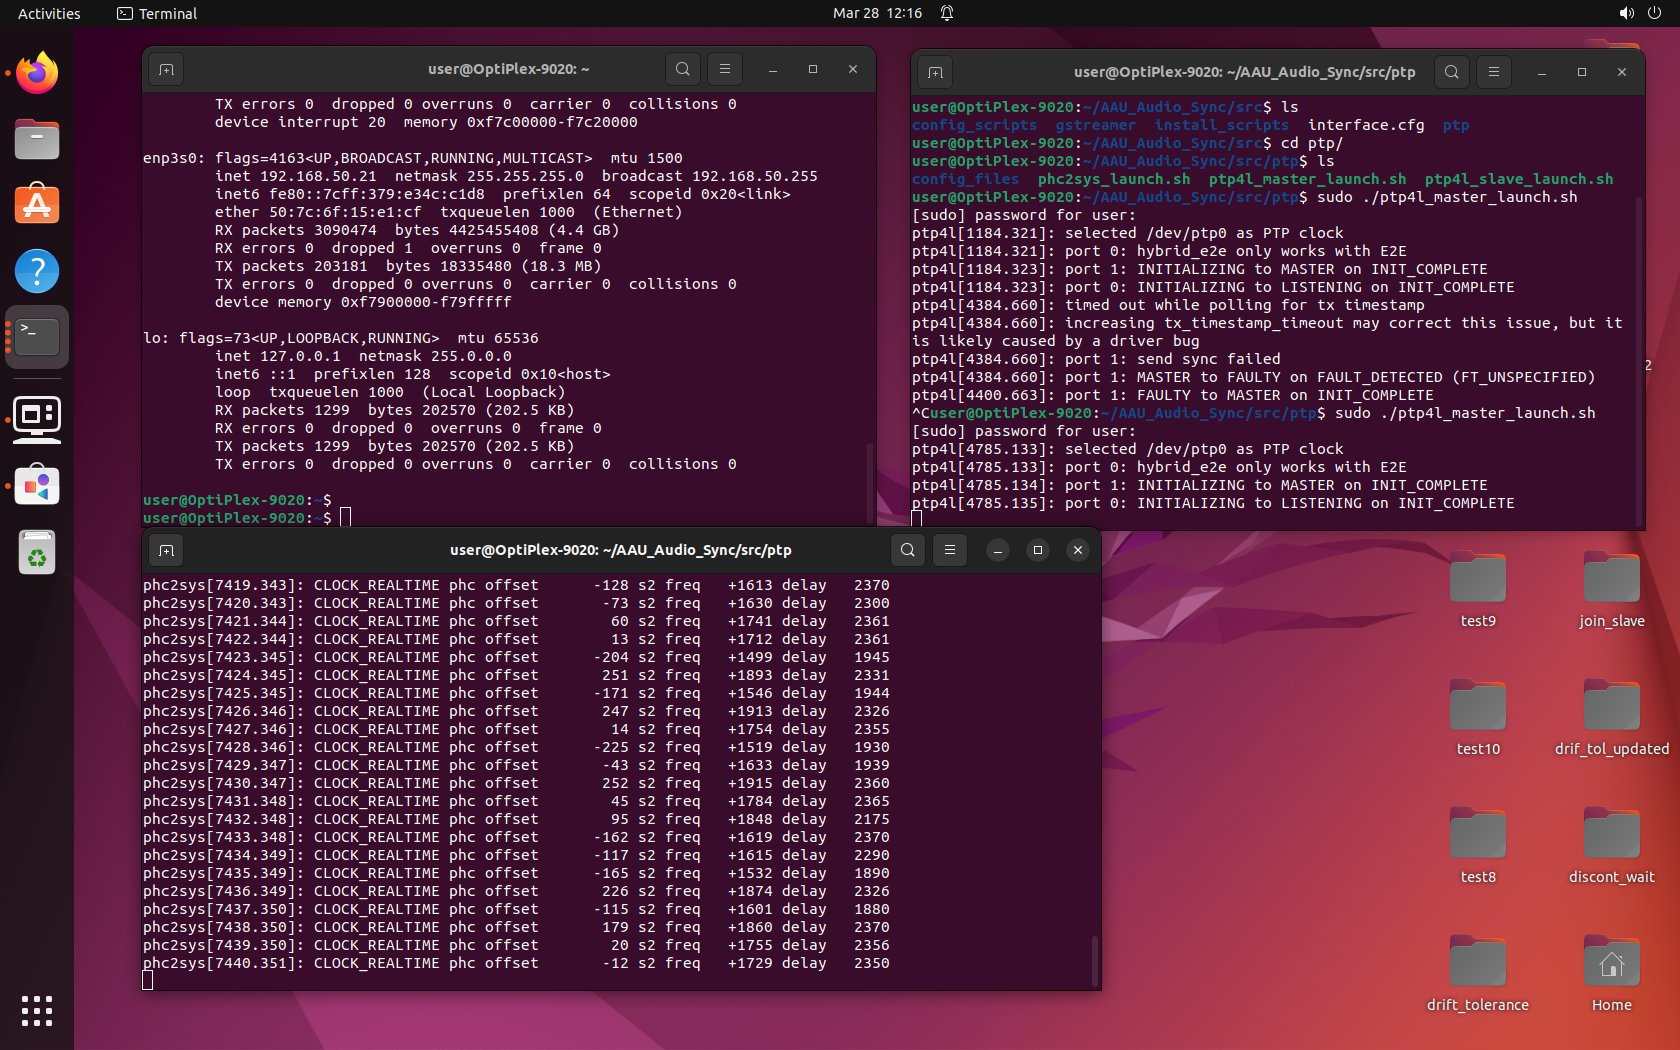 Activities
Terminal
Mar 28 12:16
user@OptiPlex-9020: ~
TX errors 0  dropped 0 overruns 0  carrier 0  collisions 0
device interrupt 20  memory 0xf7c00000-f7c20000
enp3s0: flags=4163<UP,BROADCAST,RUNNING,MULTICAST>  mtu 1500
inet 192.168.50.21  netmask 255.255.255.0  broadcast 192.168.50.255
inet6 fe80::7cff:379:e34c:c1d8  prefixlen 64  scopeid 0x20<link>
ether 50:7c:6f:15:e1:cf  txqueuelen 1000  (Ethernet)
RX packets 3090474  bytes 4425455408 (4.4 GB)
RX errors 0  dropped 1  overruns 0  frame 0
TX packets 203181  bytes 18335480 (18.3 MB)
TX errors 0  dropped 0 overruns 0  carrier 0  collisions 0
device memory 0xf7900000-f79fffff
lo: flags=73<UP,LOOPBACK,RUNNING>  mtu 65536
inet 127.0.0.1  netmask 255.0.0.0
inet6 ::1  prefixlen 128  scopeid 0x10<host>
loop  txqueuelen 1000  (Local Loopback)
RX packets 1299  bytes 202570 (202.5 KB)
RX errors 0  dropped 0  overruns 0  frame 0
TX packets 1299  bytes 202570 (202.5 KB)
TX errors 0  dropped 0 overruns 0  carrier 0  collisions 0
user@OptiPlex-9020:~$
user@OptiPlex-9020:~$
user@OptiPlex-9020: ~/AAU_Audio_Sync/src/ptp
user@OptiPlex-9020:~/AAU_Audio_Sync/src$ ls
config_scripts  gstreamer  install_scripts  interface.cfg  ptp
user@OptiPlex-9020:~/AAU_Audio_Sync/src$ cd ptp/
user@OptiPlex-9020:~/AAU_Audio_Sync/src/ptp$ ls
config_files  phc2sys_launch.sh  ptp4l_master_launch.sh  ptp4l_slave_launch.sh
user@OptiPlex-9020:~/AAU_Audio_Sync/src/ptp$ sudo ./ptp4l_master_launch.sh
[sudo] password for user:
ptp4l[1184.321]: selected /dev/ptp0 as PTP clock
ptp4l[1184.321]: port 0: hybrid_e2e only works with E2E
ptp4l[1184.323]: port 1: INITIALIZING to MASTER on INIT_COMPLETE
ptp4l[1184.323]: port 0: INITIALIZING to LISTENING on INIT_COMPLETE
ptp4l[4384.660]: timed out while polling for tx timestamp
ptp4l[4384.660]: increasing tx_timestamp_timeout may correct this issue, but it
is likely caused by a driver bug
ptp4l[4384.660]: port 1: send sync failed
ptp4l[4384.660]: port 1: MASTER to FAULTY on FAULT_DETECTED (FT_UNSPECIFIED)
ptp4l[4400.663]: port 1: FAULTY to MASTER on INIT_COMPLETE
^Cuser@OptiPlex-9020:~/AAU_Audio_Sync/src/ptp$ sudo ./ptp4l_master_launch.sh
[sudo] password for user:
ptp4l[4785.133]: selected /dev/ptp0 as PTP clock
ptp4l[4785.133]: port 0: hybrid_e2e only works with E2E
ptp4l[4785.134]: port 1: INITIALIZING to MASTER on INIT_COMPLETE
ptp4l[4785.135]: port 0: INITIALIZING to LISTENING on INIT_COMPLETE
2
user@OptiPlex-9020: ~/AAU_Audio_Sync/src/ptp
phc2sys[7419.343]: CLOCK_REALTIME phc offset      -128 s2 freq   +1613 delay   2370
phc2sys[7420.343]: CLOCK_REALTIME phc offset       -73 s2 freq   +1630 delay   2300
phc2sys[7421.344]: CLOCK_REALTIME phc offset        60 s2 freq   +1741 delay   2361
phc2sys[7422.344]: CLOCK_REALTIME phc offset        13 s2 freq   +1712 delay   2361
phc2sys[7423.345]: CLOCK_REALTIME phc offset      -204 s2 freq   +1499 delay   1945
phc2sys[7424.345]: CLOCK_REALTIME phc offset       251 s2 freq   +1893 delay   2331
phc2sys[7425.345]: CLOCK_REALTIME phc offset      -171 s2 freq   +1546 delay   1944
phc2sys[7426.346]: CLOCK_REALTIME phc offset       247 s2 freq   +1913 delay   2326
phc2sys[7427.346]: CLOCK_REALTIME phc offset        14 s2 freq   +1754 delay   2355
phc2sys[7428.346]: CLOCK_REALTIME phc offset      -225 s2 freq   +1519 delay   1930
phc2sys[7429.347]: CLOCK_REALTIME phc offset       -43 s2 freq   +1633 delay   1939
phc2sys[7430.347]: CLOCK_REALTIME phc offset       252 s2 freq   +1915 delay   2360
phc2sys[7431.348]: CLOCK_REALTIME phc offset        45 s2 freq   +1784 delay   2365
phc2sys[7432.348]: CLOCK_REALTIME phc offset        95 s2 freq   +1848 delay   2175
phc2sys[7433.348]: CLOCK_REALTIME phc offset      -162 s2 freq   +1619 delay   2370
phc2sys[7434.349]: CLOCK_REALTIME phc offset      -117 s2 freq   +1615 delay   2290
phc2sys[7435.349]: CLOCK_REALTIME phc offset      -165 s2 freq   +1532 delay   1890
phc2sys[7436.349]: CLOCK_REALTIME phc offset       226 s2 freq   +1874 delay   2326
phc2sys[7437.350]: CLOCK_REALTIME phc offset      -115 s2 freq   +1601 delay   1880
phc2sys[7438.350]: CLOCK_REALTIME phc offset       179 s2 freq   +1860 delay   2370
phc2sys[7439.350]: CLOCK_REALTIME phc offset        20 s2 freq   +1755 delay   2356
phc2sys[7440.351]: CLOCK_REALTIME phc offset       -12 s2 freq   +1729 delay   2350
test9
join_slave
test10
drif_tol_updated
test8
discont_wait
drift_tolerance
Home